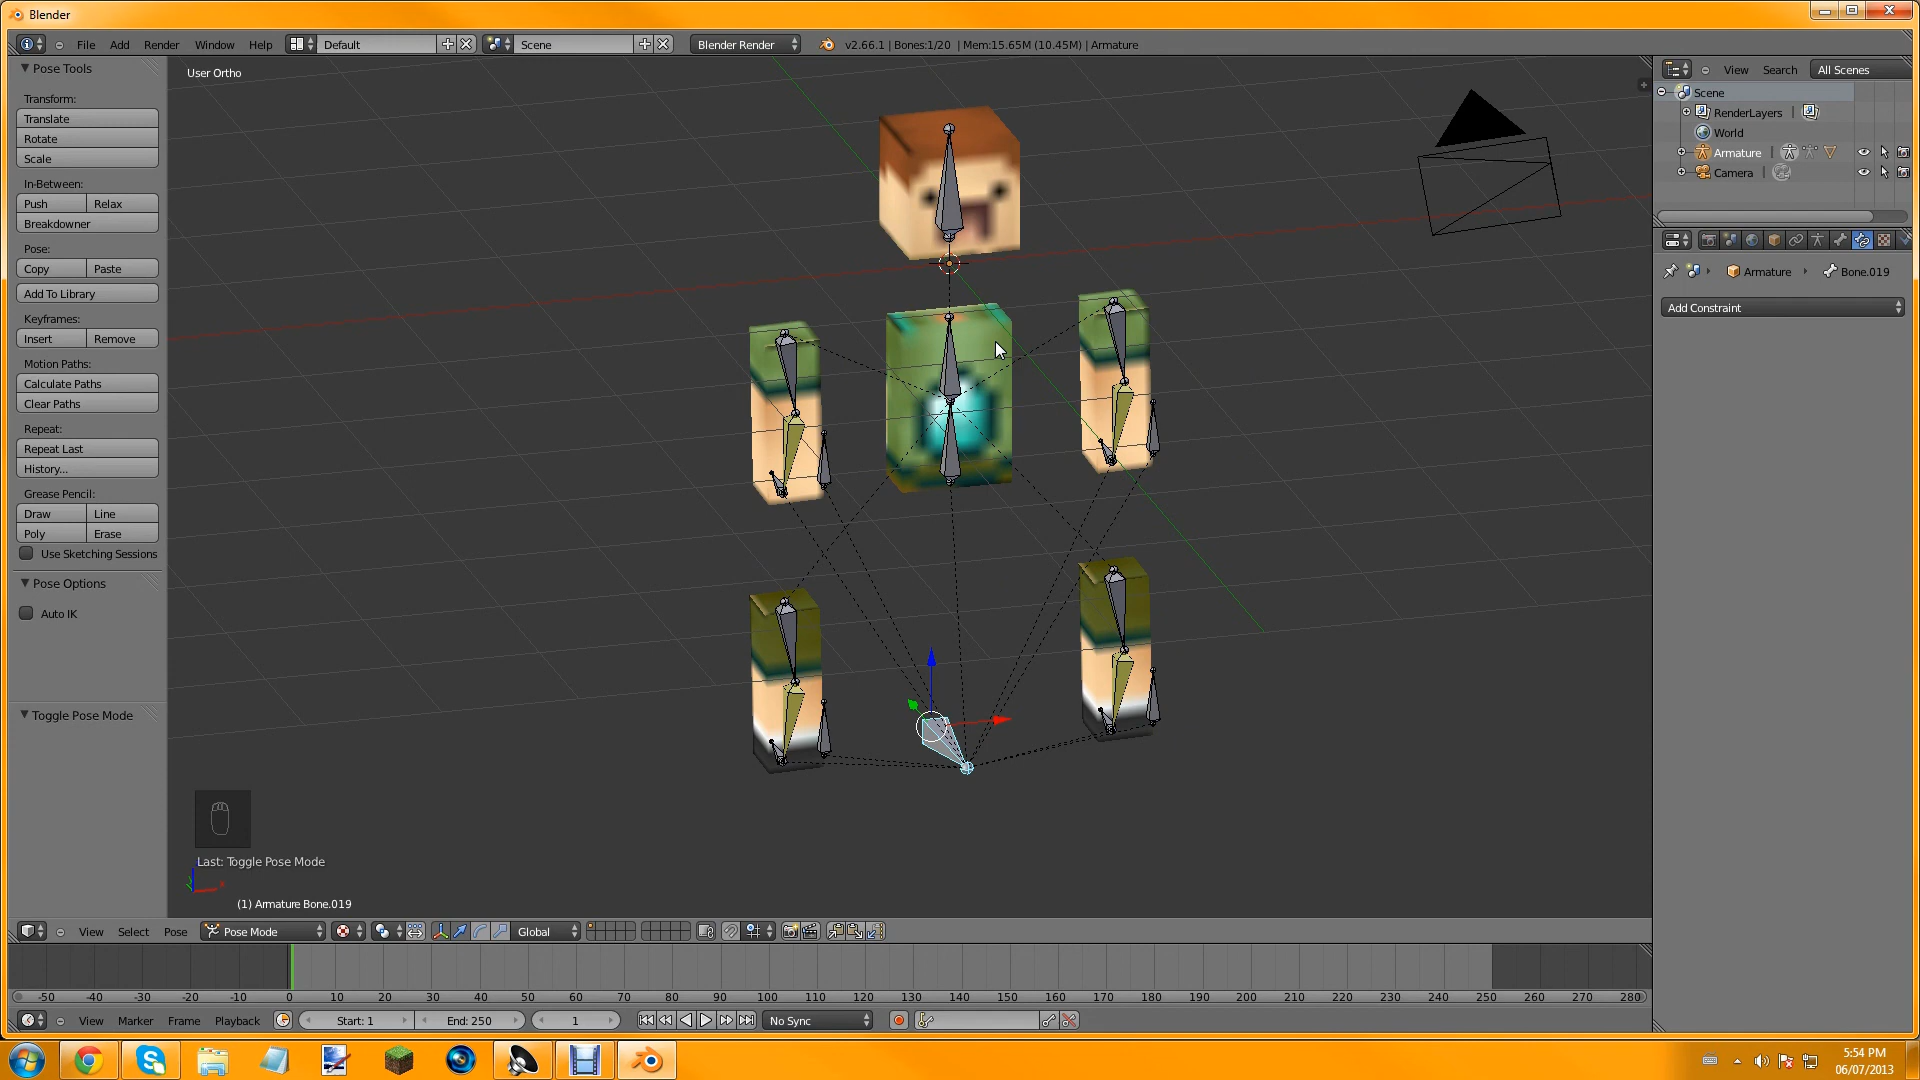 Blender
File Add Render Window Help Default Scene Blender Render v2.66.1 | Bones:1/20 | Mem:15.65M (10.45M) | Armature
Pose Tools
Transform:
Translate
Rotate
Scale
In-Between:
Push Relax
Breakdowner
Pose:
Copy Paste
Add To Library
Keyframes:
Insert Remove
Motion Paths:
Calculate Paths
Clear Paths
Repeat:
Repeat Last
History...
Grease Pencil:
Draw Line
Poly Erase
Use Sketching Sessions
Pose Options
Auto IK
Toggle Pose Mode
User Ortho
Last: Toggle Pose Mode
(1) Armature Bone.019
View Search All Scenes
Scene
RenderLayers |
World
Armature |
Camera |
Armature Bone.019
Add Constraint
View Select Pose Pose Mode Global
-50 -40 -30 -20 -10 0 10 20 30 40 50 60 70 80 90 100 110 120 130 140 150 160 170 180 190 200 210 220 230 240 250 260 270 280
View Marker Frame Playback Start: 1 End: 250 1 No Sync
5:54 PM
06/07/2013